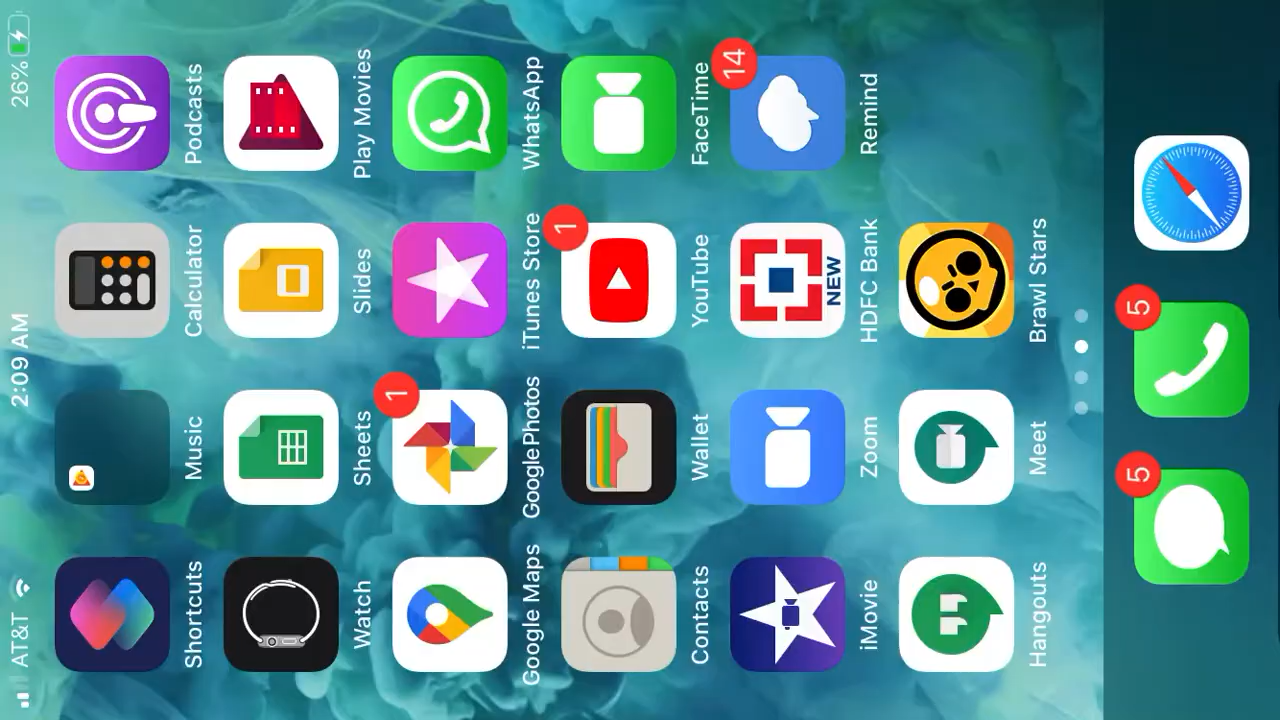 AT&T 2:09 AM 26%
Shortcuts Music Calculator Podcasts
Watch Sheets Slides Play Movies
1
Google Maps Google Photos iTunes Store WhatsApp
1
Contacts Wallet YouTube FaceTime
NEW
14
iMovie Zoom HDFC Bank Remind
Hangouts Meet Brawl Stars
5 5